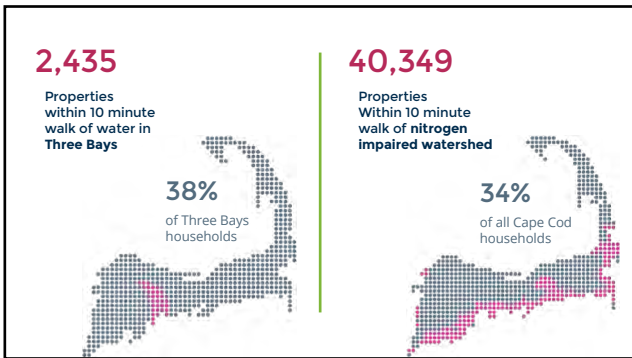 2,435
Properties
within 10 minute
walk of water in
Three Bays
38%
of Three Bays
households
40,349
Properties
Within 10 minute
walk of nitrogen
impaired watershed
34%
of all Cape Cod
households